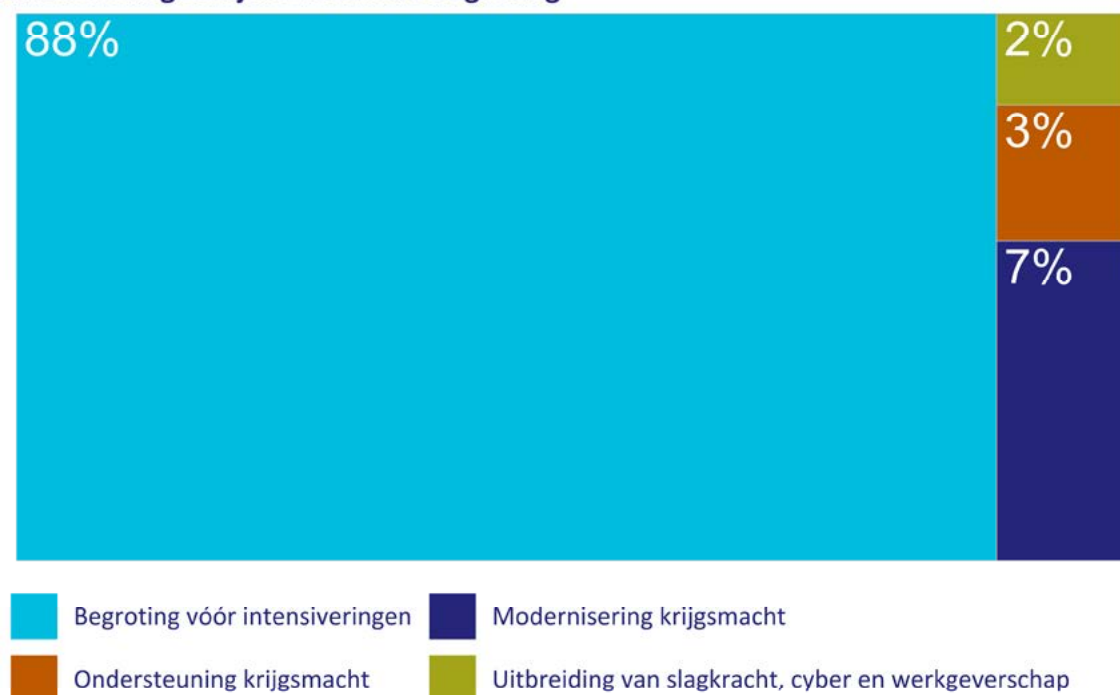 88%
2%
3%
7%
Begroting vóór intensiveringen
Modernisering krijgsmacht
Ondersteuning krijgsmacht
Uitbreiding van slagkracht, cyber en werkgeverschap